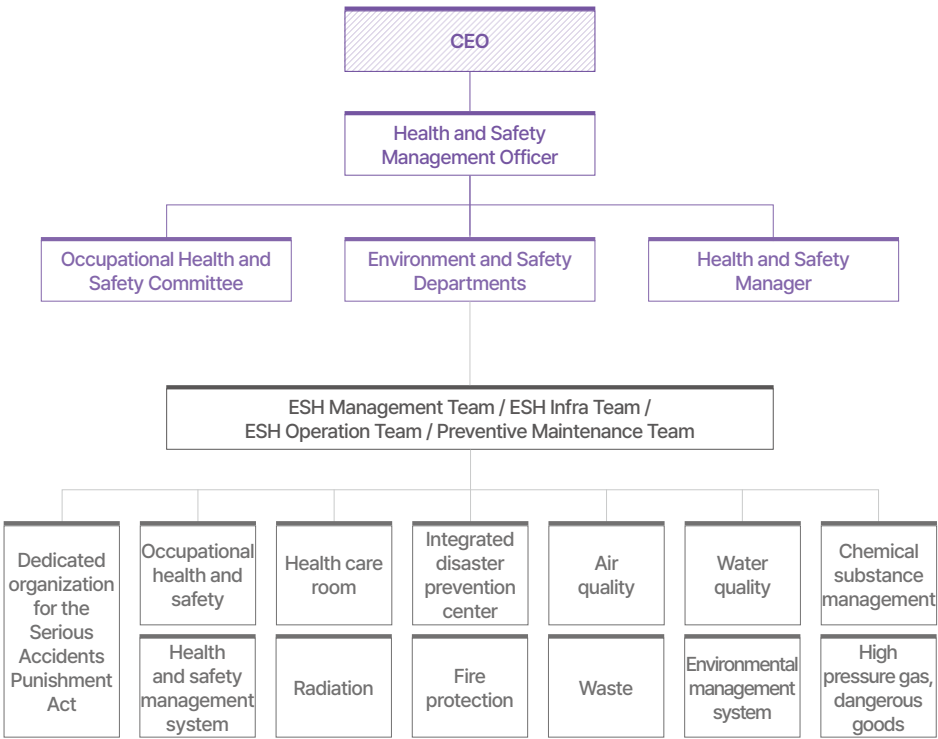 CEO
Health and Safety
Management Officer
Occupational Health and
Safety Committee
Environment and Safety
Departments
Health and Safety
Manager
ESH Management Team / ESH Infra Team /
ESH Operation Team / Preventive Maintenance Team
Dedicated
organization
for the
Serious
Accidents
Punishment
Act
Occupational
health and
safety
Health care
room
Integrated
disaster
prevention
center
Air
quality
Water
quality
Chemical
substance
management
Health
and safety
management
system
Radiation
Fire
protection
Waste
Environmental
management
system
High
pressure gas,
dangerous
goods